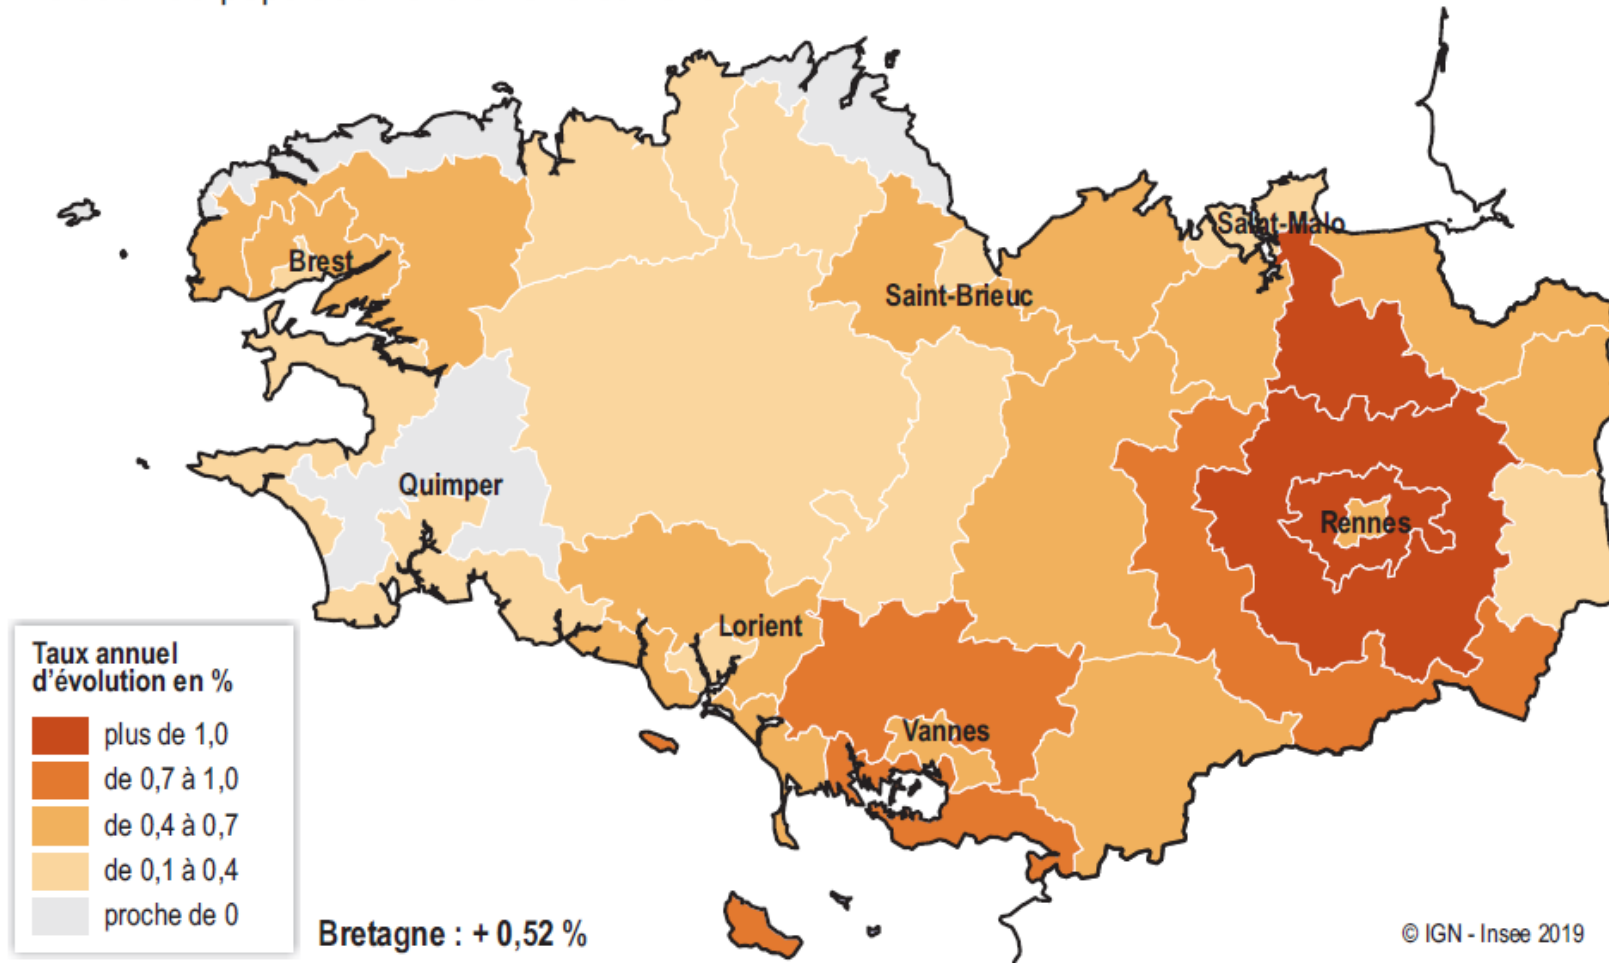 Saint-Malo
Brest
Saint-Brieuc
Quimper
Rennes
Lorient
Vannes
Taux annuel
d’évolution en %
plus de 1,0
de 0,7 à 1,0
de 0,4 à 0,7
de 0,1 à 0,4
proche de 0
Bretagne : + 0,52 %
© IGN - Insee 2019